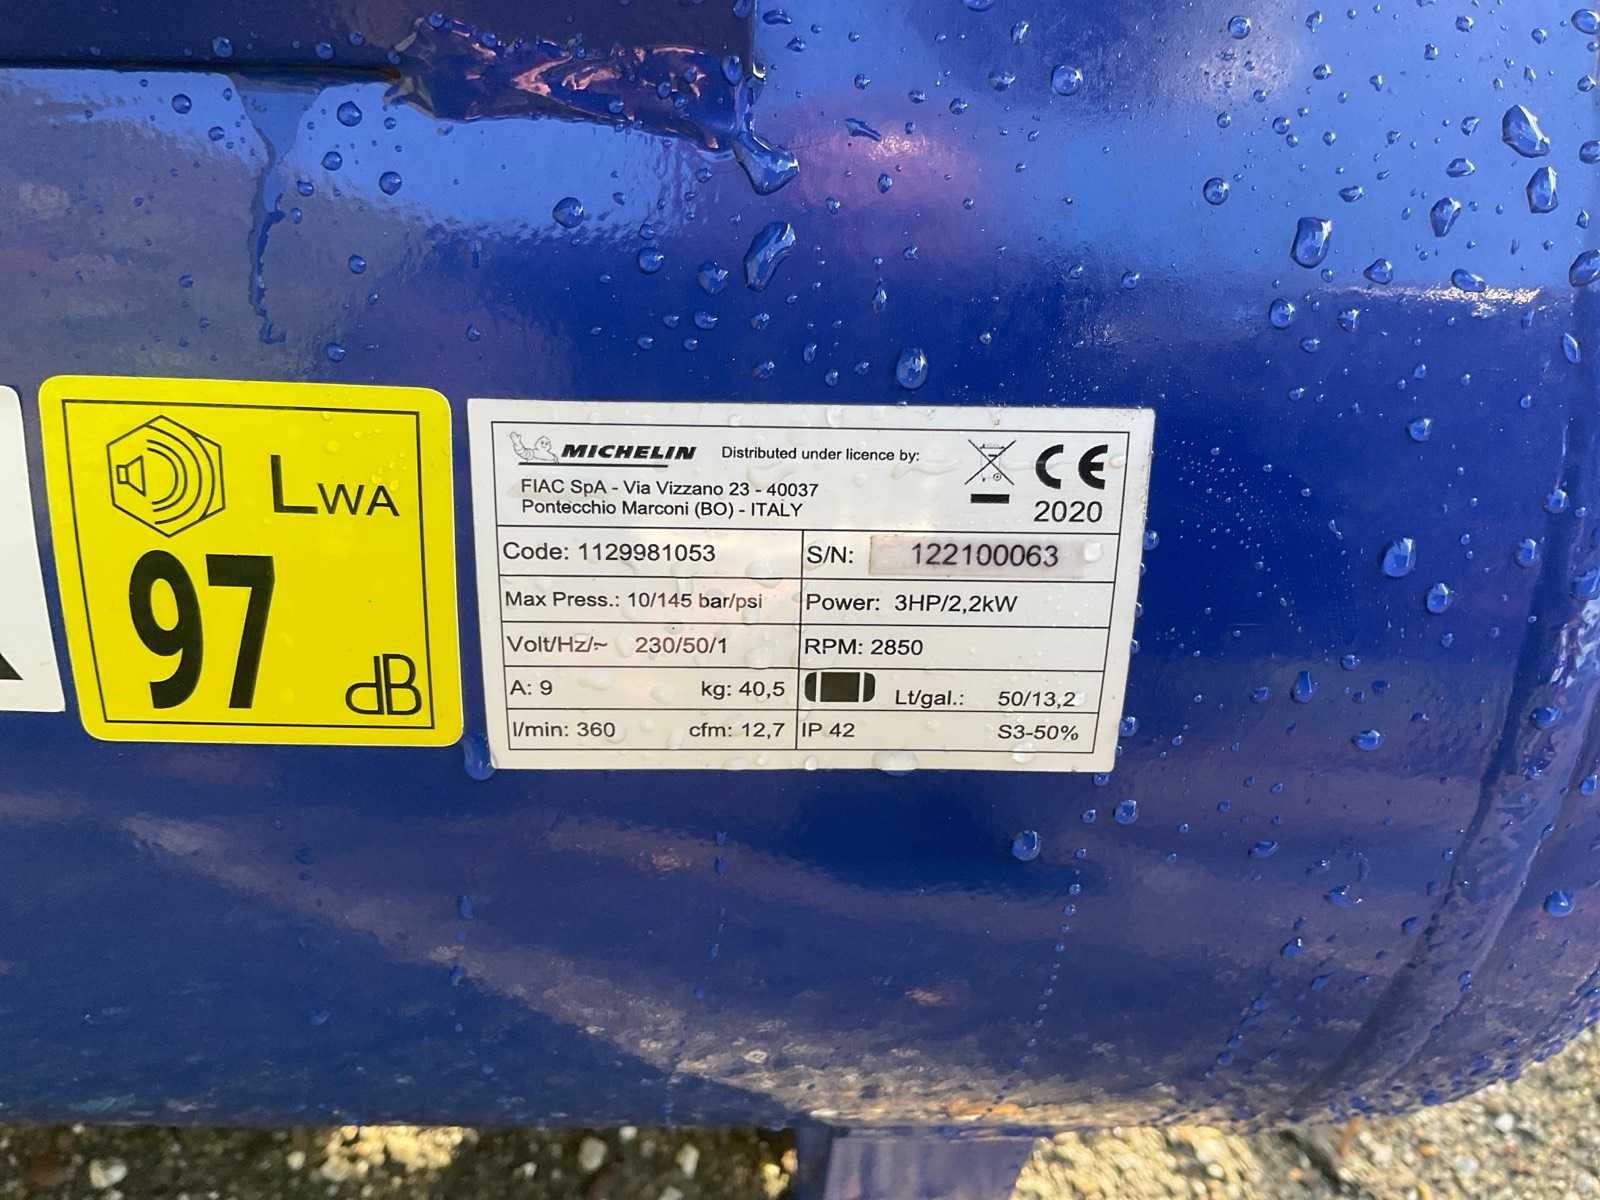 LWA
97
dB
MICHELIN Distributed under licence by:
FIAC SpA - Via Vizzano 23 - 40037
Pontecchio Marconi (BO) - ITALY
CE
2020
Code: 1129981053 S/N: 122100063
Max Press.: 10/145 bar/psi Power: 3HP/2,2kW
Volt/Hz/~ 230/50/1 RPM: 2850
A: 9 kg: 40,5 Lt/gal.: 50/13,2
l/min: 360 cfm: 12,7 IP 42 S3-50%